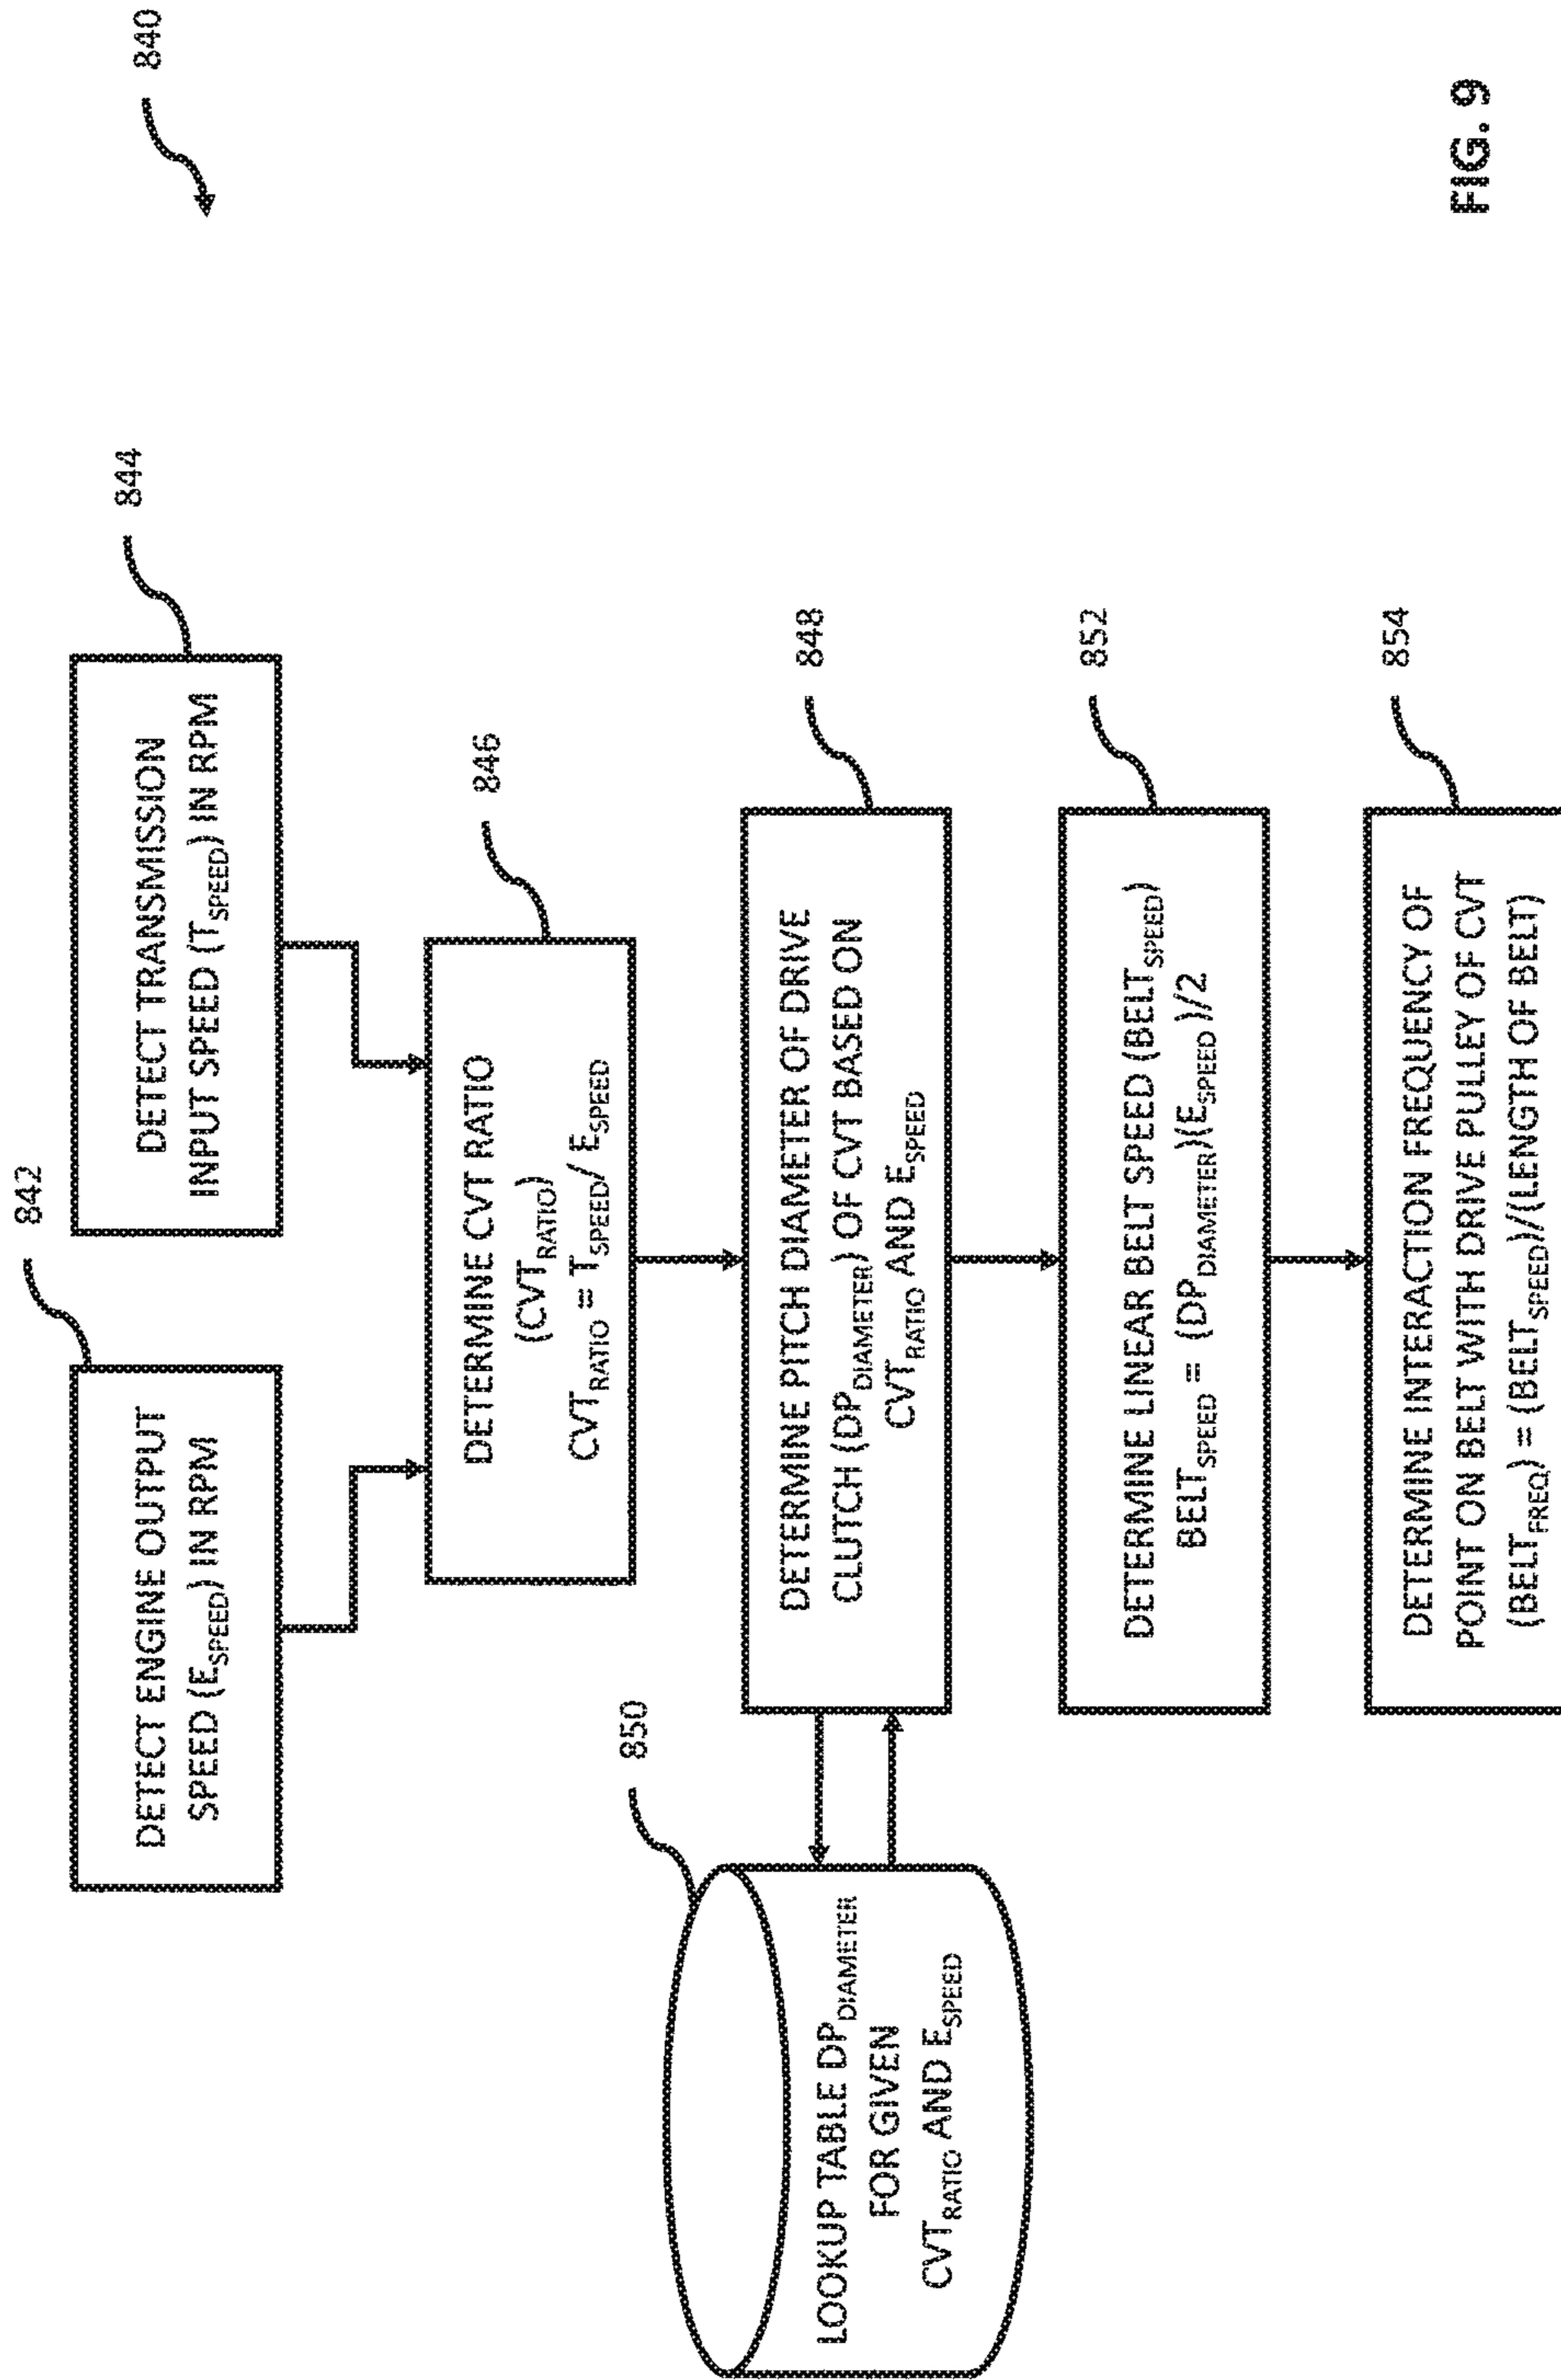 840
842
DETECT ENGINE OUTPUT
SPEED (E_SPEED) IN RPM
844
DETECT TRANSMISSION
INPUT SPEED (T_SPEED) IN RPM
846
DETERMINE CVT RATIO
(CVT_RATIO)
CVT_RATIO = T_SPEED/ E_SPEED
848
DETERMINE PITCH DIAMETER OF DRIVE
CLUTCH (DP_DIAMETER) OF CVT BASED ON
CVT_RATIO AND E_SPEED
850
LOOKUP TABLE DP_DIAMETER
FOR GIVEN
CVT_RATIO AND E_SPEED
852
DETERMINE LINEAR BELT SPEED (BELT_SPEED)
BELT_SPEED = (DP_DIAMETER)(E_SPEED)/2
854
DETERMINE INTERACTION FREQUENCY OF
POINT ON BELT WITH DRIVE PULLEY OF CVT
(BELT_FREQ) = (BELT_SPEED)/(LENGTH OF BELT)
FIG. 9